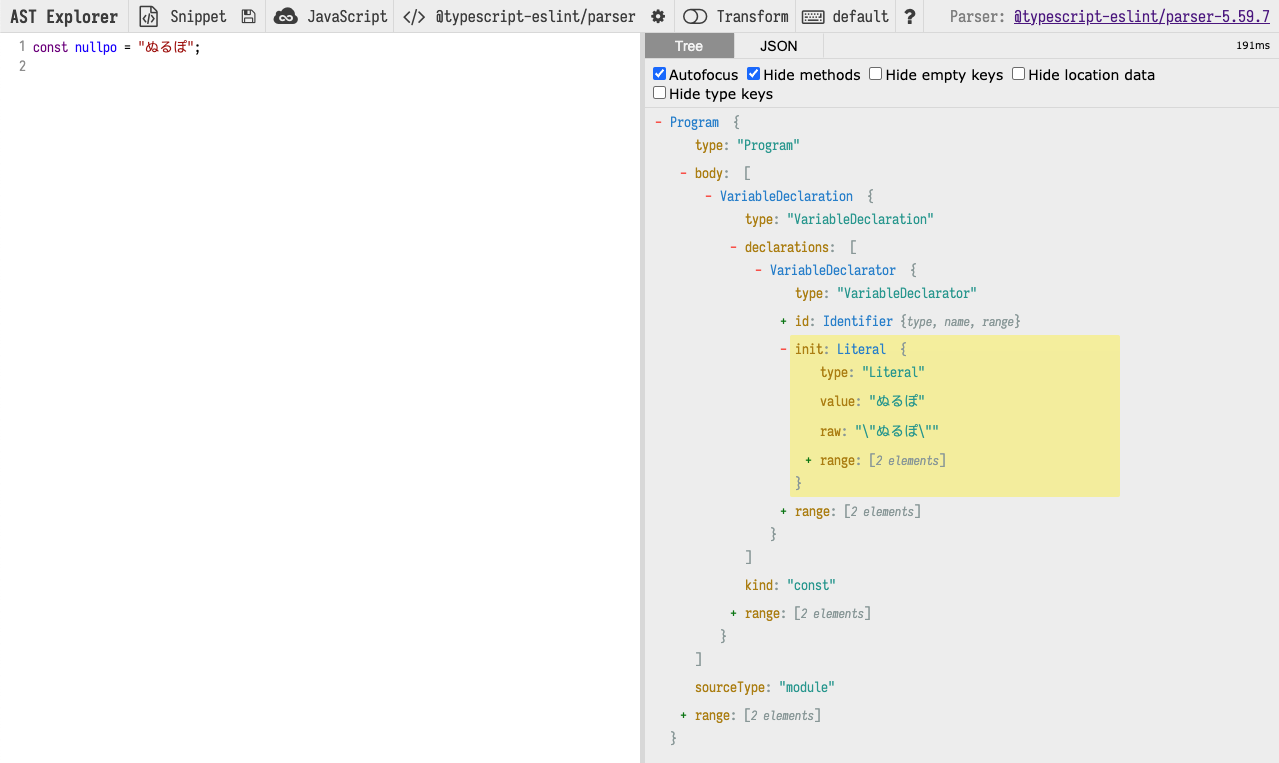 AST Explorer Snippet JavaScript </> @typescript-eslint/parser Transform default ? Parser: @typescript-eslint/parser-5.59.7
1 const nullpo = "ぬるぽ";
2
Tree JSON 191ms
Autofocus Hide methods Hide empty keys Hide location data
Hide type keys
- Program {
type: "Program"
- body: [
- VariableDeclaration {
type: "VariableDeclaration"
- declarations: [
- VariableDeclarator {
type: "VariableDeclarator"
+ id: Identifier {type, name, range}
- init: Literal {
type: "Literal"
value: "ぬるぽ"
raw: "\"ぬるぽ\""
+ range: [2 elements]
}
+ range: [2 elements]
}
]
kind: "const"
+ range: [2 elements]
}
]
sourceType: "module"
+ range: [2 elements]
}